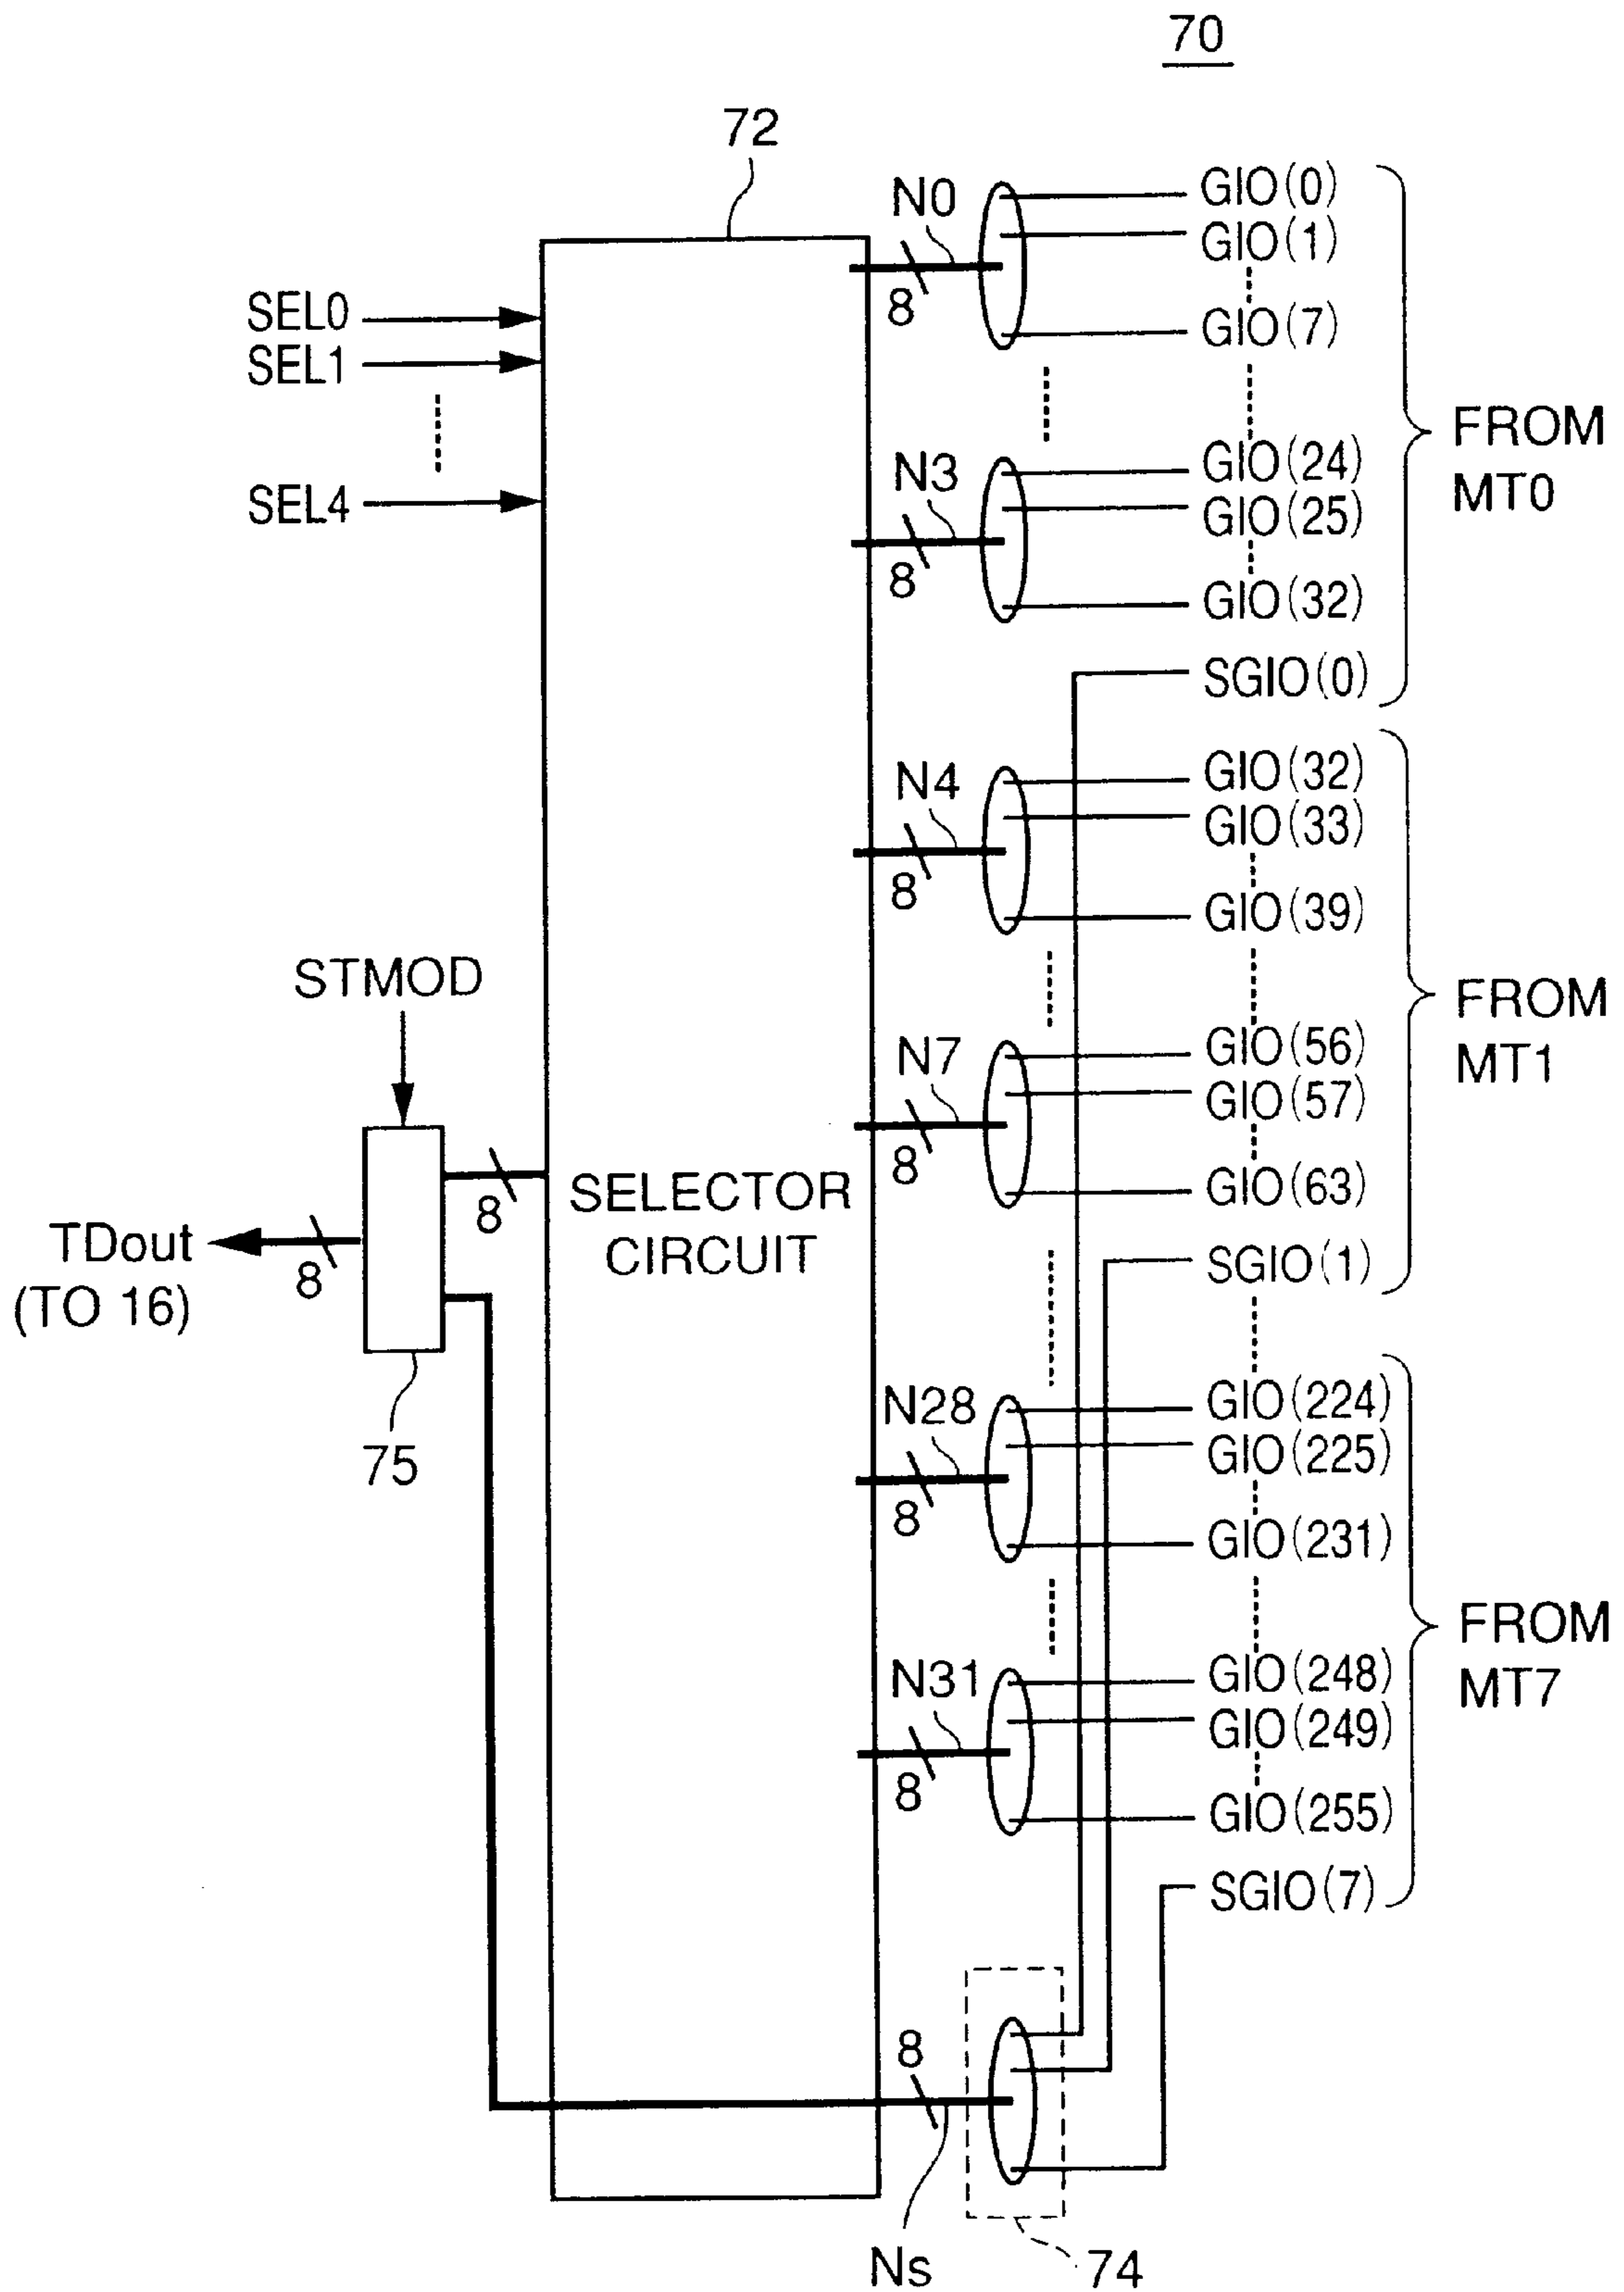 70
72
N0
8
GIO(0)
GIO(1)
GIO(7)
SEL0
SEL1
SEL4
N3
8
GIO(24)
GIO(25)
GIO(32)
FROM
MT0
SGIO(0)
N4
8
GIO(32)
GIO(33)
GIO(39)
STMOD
N7
8
GIO(56)
GIO(57)
GIO(63)
FROM
MT1
8
SELECTOR
CIRCUIT
TDout
(TO 16)
8
SGIO(1)
75
N28
8
GIO(224)
GIO(225)
GIO(231)
N31
8
GIO(248)
GIO(249)
GIO(255)
FROM
MT7
SGIO(7)
8
Ns
74